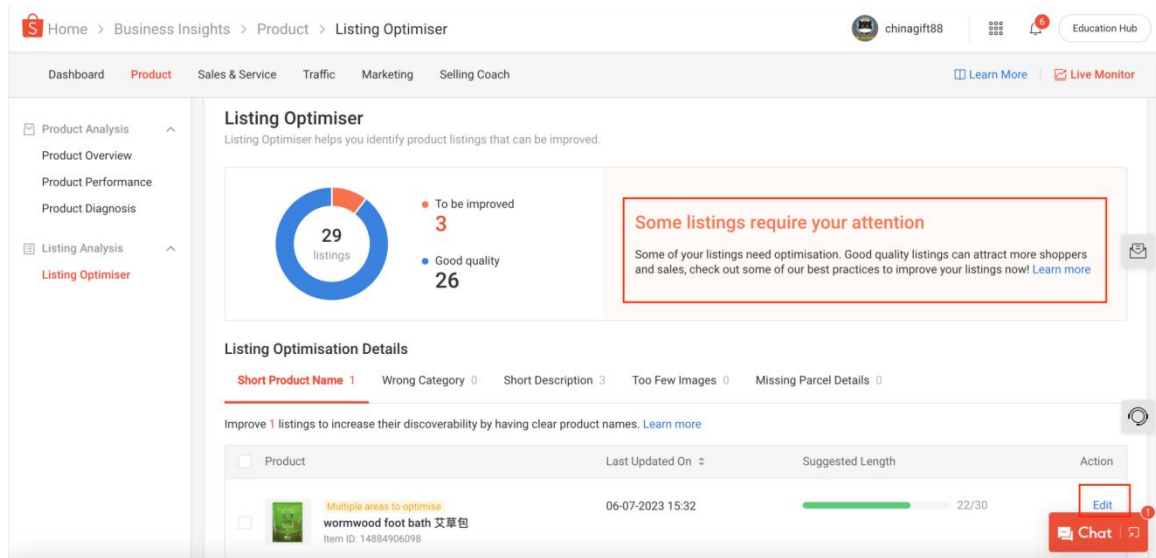 Home > Business Insights > Product > Listing Optimiser
chinagift88
6
Education Hub
Dashboard Product Sales & Service Traffic Marketing Selling Coach
Learn More
Live Monitor
Product Analysis
Product Overview
Product Performance
Product Diagnosis
Listing Analysis
Listing Optimiser
Listing Optimiser
Listing Optimiser helps you identify product listings that can be improved.
29
listings
To be improved
3
Good quality
26
Some listings require your attention
Some of your listings need optimisation. Good quality listings can attract more shoppers
and sales, check out some of our best practices to improve your listings now! Learn more
Listing Optimisation Details
Short Product Name 1 Wrong Category 0 Short Description 3 Too Few Images 0 Missing Parcel Details 0
Improve 1 listings to increase their discoverability by having clear product names. Learn more
Product Last Updated On Suggested Length Action
Multiple areas to optimise
wormwood foot bath 艾草包
Item ID: 14884906098
06-07-2023 15:32
22/30
Edit
Chat
1